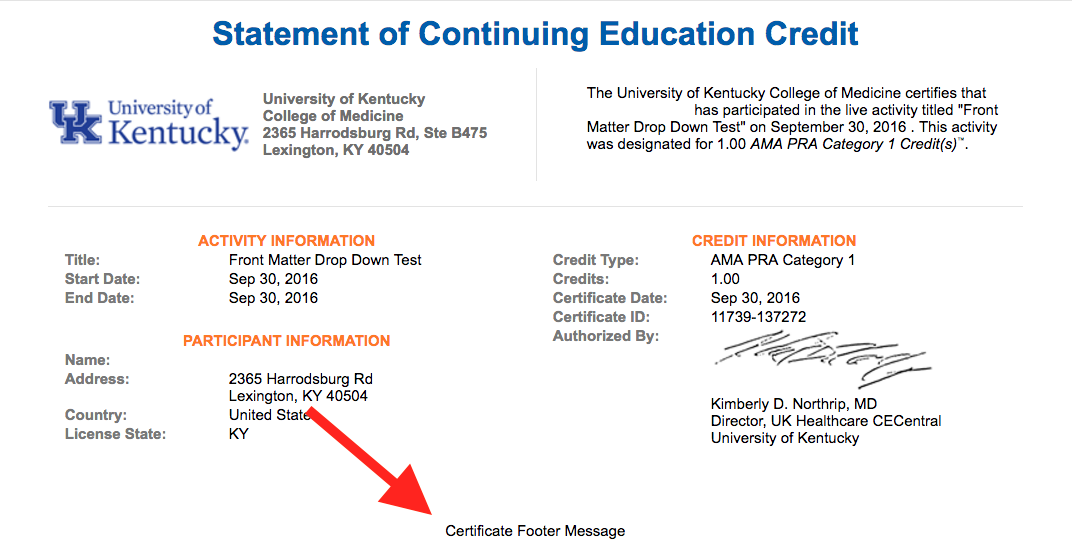 Statement of Continuing Education Credit
University of
Kentucky
University of Kentucky
College of Medicine
2365 Harrodsburg Rd, Ste B475
Lexington, KY 40504
The University of Kentucky College of Medicine certifies that
has participated in the live activity titled "Front
Matter Drop Down Test" on September 30, 2016 . This activity
was designated for 1.00 AMA PRA Category 1 Credit(s)™.
ACTIVITY INFORMATION
Title: Front Matter Drop Down Test
Start Date: Sep 30, 2016
End Date: Sep 30, 2016
PARTICIPANT INFORMATION
Name:
Address: 2365 Harrodsburg Rd
Lexington, KY 40504
Country: United State
License State: KY
CREDIT INFORMATION
Credit Type: AMA PRA Category 1
Credits: 1.00
Certificate Date: Sep 30, 2016
Certificate ID: 11739-137272
Authorized By:
Kimberly D. Northrip, MD
Director, UK Healthcare CECentral
University of Kentucky
Certificate Footer Message